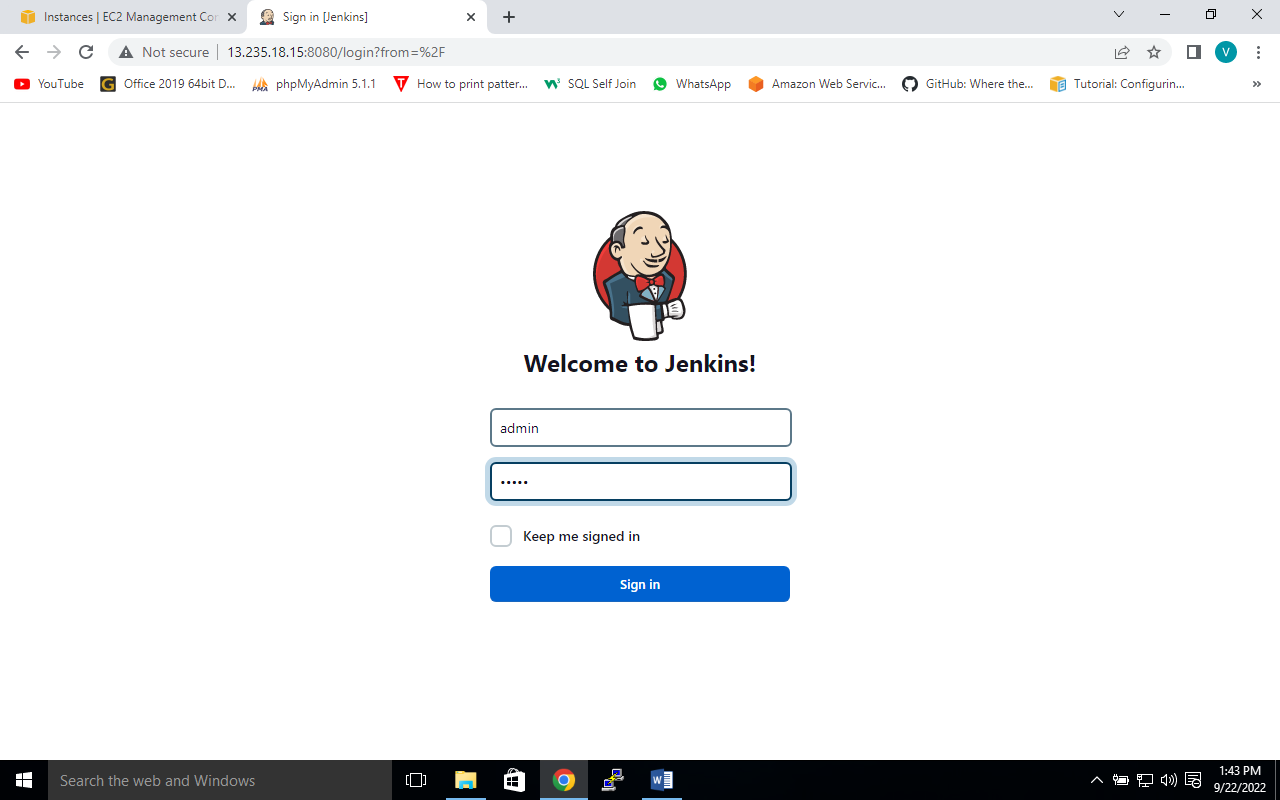 Instances | EC2 Management Con
Sign in [Jenkins]
Not secure
13.235.18.15:8080/login?from=%2F
V
YouTube
Office 2019 64bit D...
phpMyAdmin 5.1.1
How to print patter...
SQL Self Join
WhatsApp
Amazon Web Servic...
GitHub: Where the...
Tutorial: Configurin...
»
Welcome to Jenkins!
admin
•••••
Keep me signed in
Sign in
Search the web and Windows
1:43 PM
9/22/2022